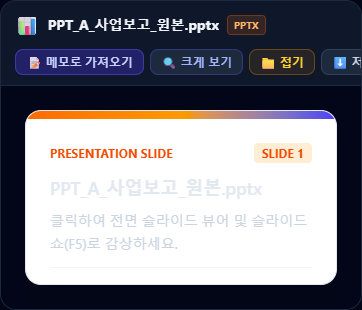 PPT_A_사업보고_원본.pptx PPTX
메모로 가져오기 크게 보기 접기
PRESENTATION SLIDE SLIDE 1
PPT_A_사업보고_원본.pptx
클릭하여 전면 슬라이드 뷰어 및 슬라이드
쇼(F5)로 감상하세요.